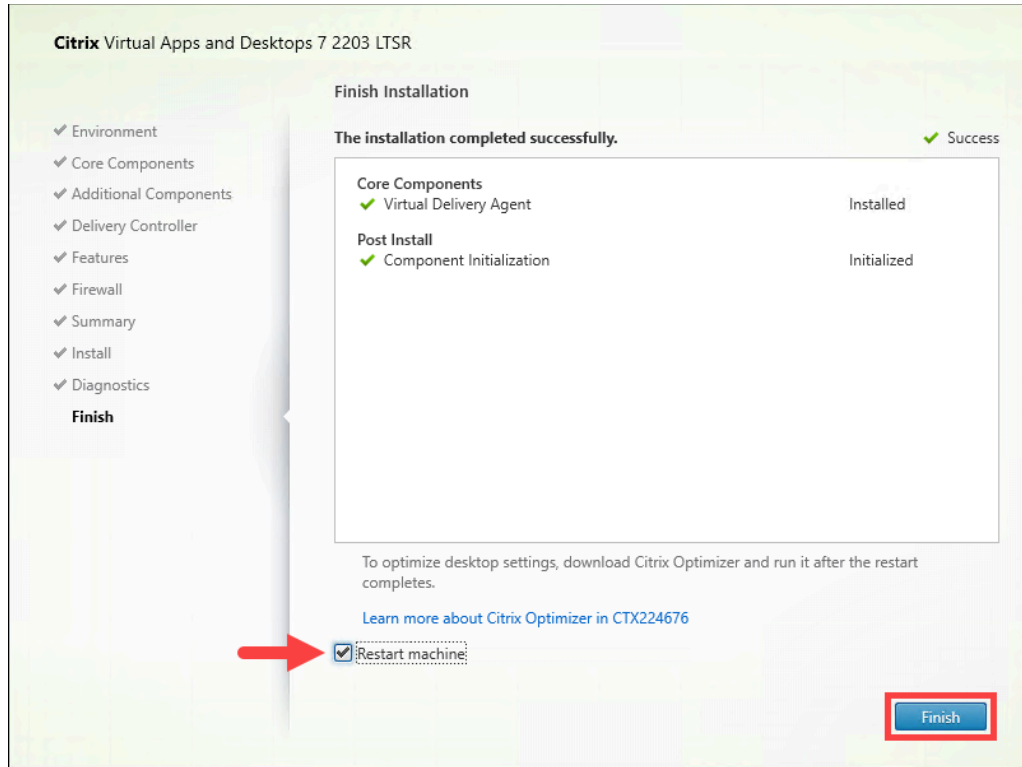 Citrix Virtual Apps and Desktops 7 2203 LTSR
Environment
Core Components
Additional Components
Delivery Controller
Features
Firewall
Summary
Install
Diagnostics
Finish
Finish Installation
The installation completed successfully.
Success
Core Components
Virtual Delivery Agent Installed
Post Install
Component Initialization Initialized
To optimize desktop settings, download Citrix Optimizer and run it after the restart
completes.
Learn more about Citrix Optimizer in CTX224676
Restart machine
Finish